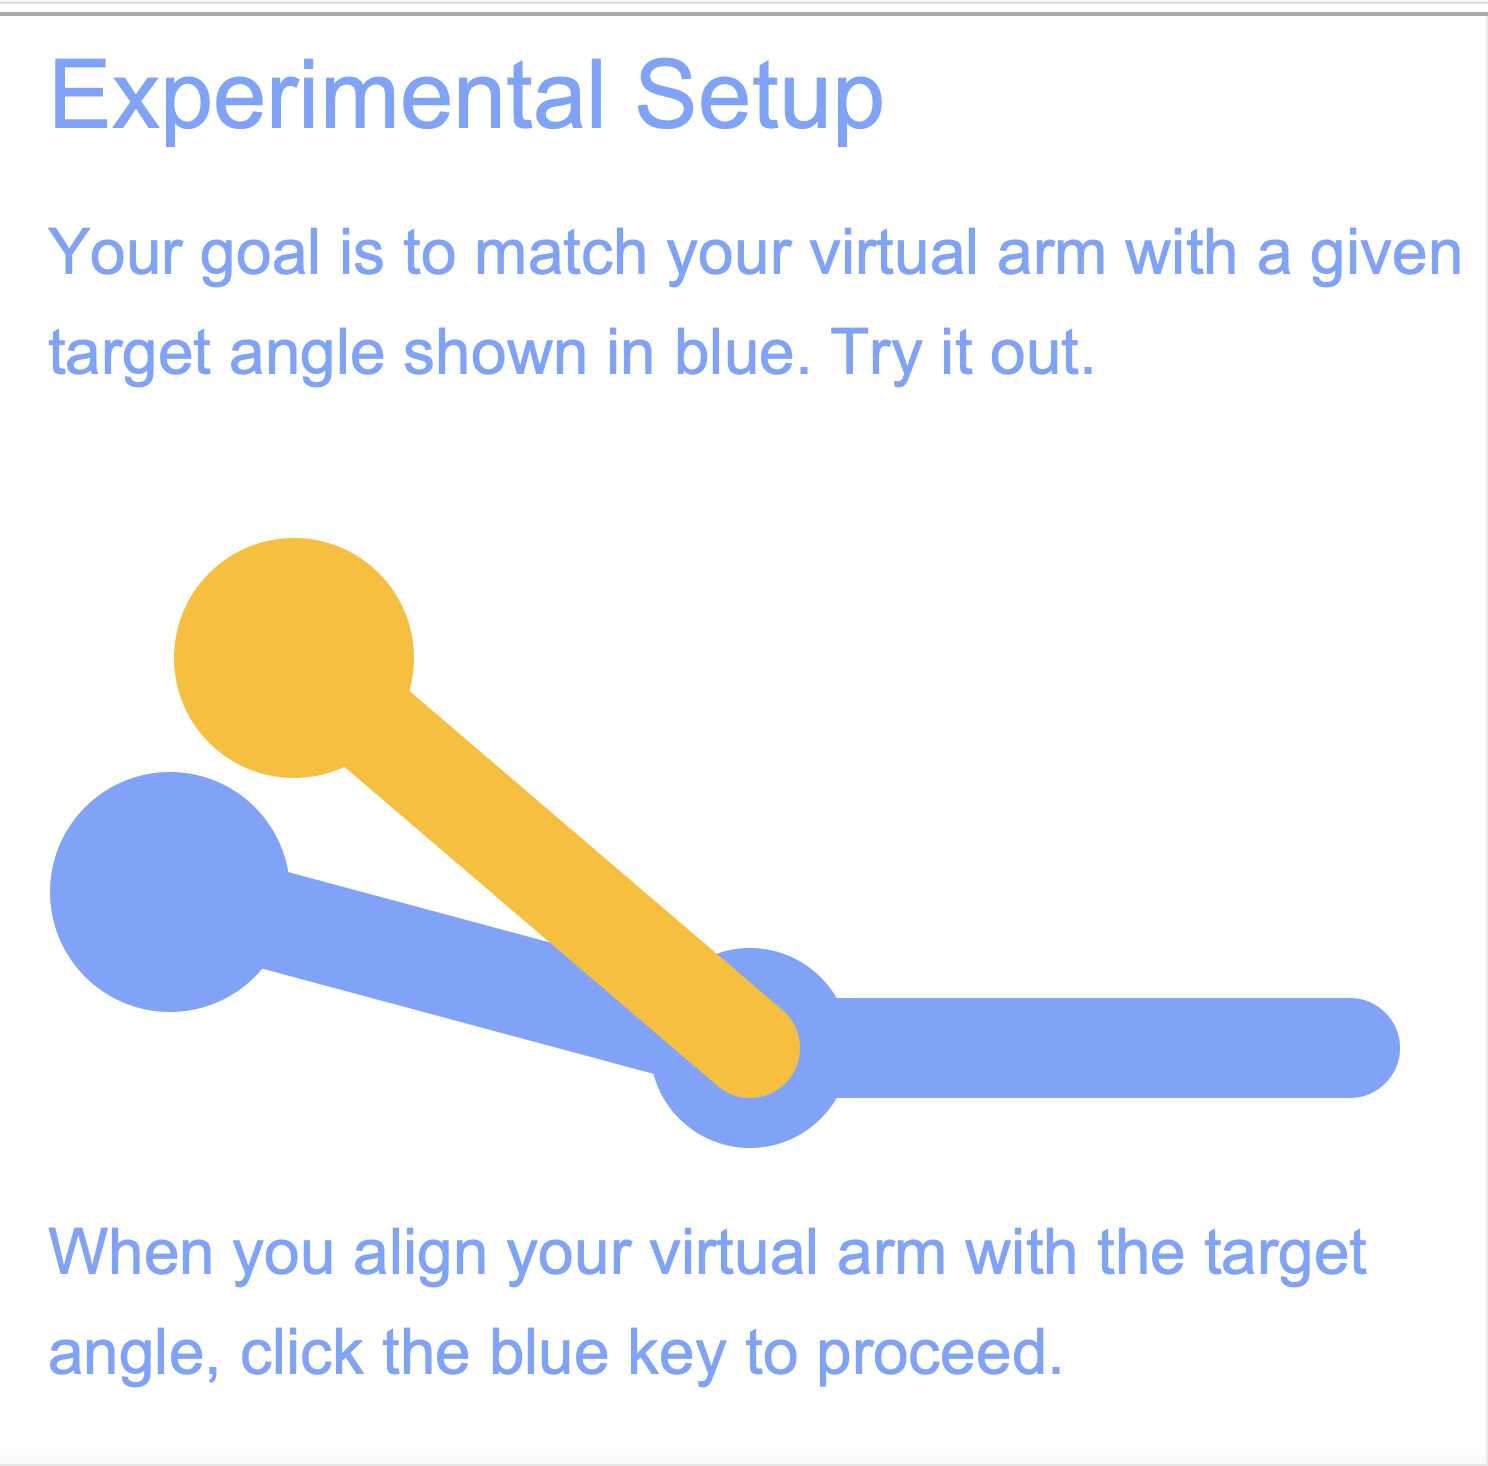 Experimental Setup
Your goal is to match your virtual arm with a given
target angle shown in blue. Try it out.
When you align your virtual arm with the target
angle, click the blue key to proceed.